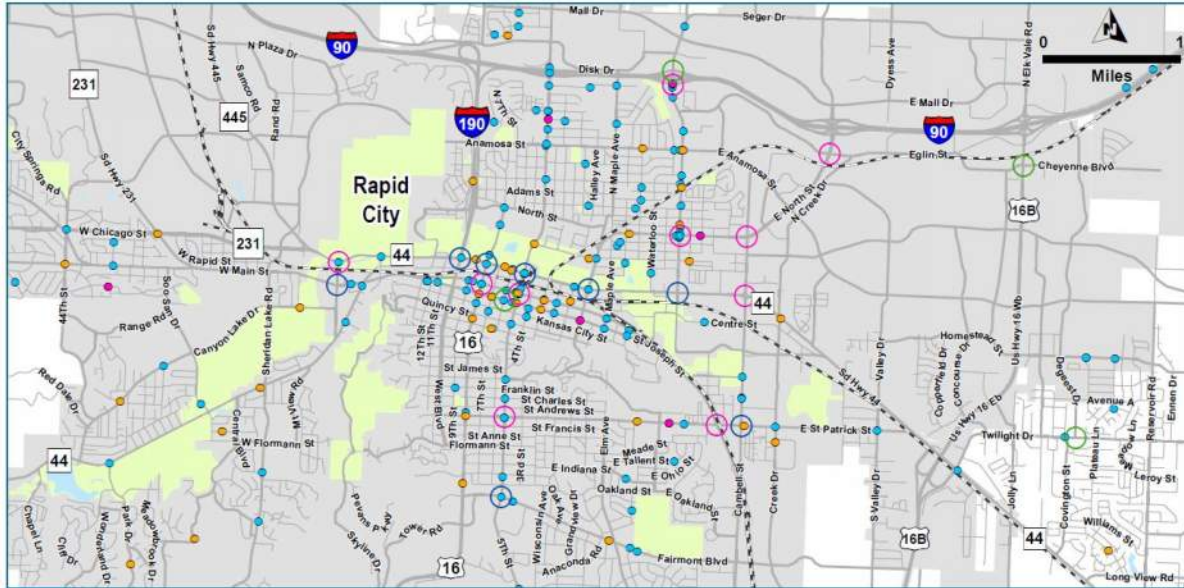 Mall Dr
Seger Dr
N Plaza Dr
Sd Hwy 445
90
Disk Dr
Dyess Ave
N Elk Vale Rd
N
0
1
Miles
231
Samco Rd
Rand Rd
N 7Th St
445
190
E Mall Dr
90
City Springs Rd
Sd Hwy 231
Anamosa St
Halley Ave
N Maple Ave
E Anamosa St
Eglin St
Cheyenne Blvd
Rapid
City
Adams St
North St
Waterloo St
E North St
N Creek Dr
16B
W Chicago St
231
44
W Rapid St
W Main St
44Th St
Soo San Dr
Maple Ave
44
Quincy St
Range Rd
Canyon Lake Dr
Sheridan Lake Rd
12Th St
11Th St
16
4Th St
Kansas City St
St Joseph St
Centre St
Us Hwy 16 Wb
Homestead St
St James St
Valley Dr
Sd Hwy 44
Copperfield Dr
Concourse Dr
Degeest Dr
Reservoir Rd
Ennen Dr
Red Dale Dr
Mt View Rd
West Blvd
9Th St
7Th St
Franklin St
St Charles St
St Andrews St
Avenue A
Central Blvd
St Francis St
E St Patrick St
Us Hwy 16 Eb
Twilight Dr
Plateau Ln
Meadow Ln
W Flormann St
St Anne St
Flormann St
Elm Ave
Meade St
E Tallent St
44
3Rd St
E Indiana St
E Ohio St
Leroy St
Oakland St
E Oakland St
Cambell St
Creek Dr
S Valley Dr
Jolly Ln
Covington St
Chapel Ln
Cliff Dr
Wonderland Dr
Park Dr
Meadowbrook Dr
Pevans Pkwy
Skyline Dr
Tower Rd
5Th St
Wisconsin Ave
Oak Ave
Grandview Dr
Anaconda Rd
Fairmont Blvd
16
16B
44
Williams St
Long View Rd